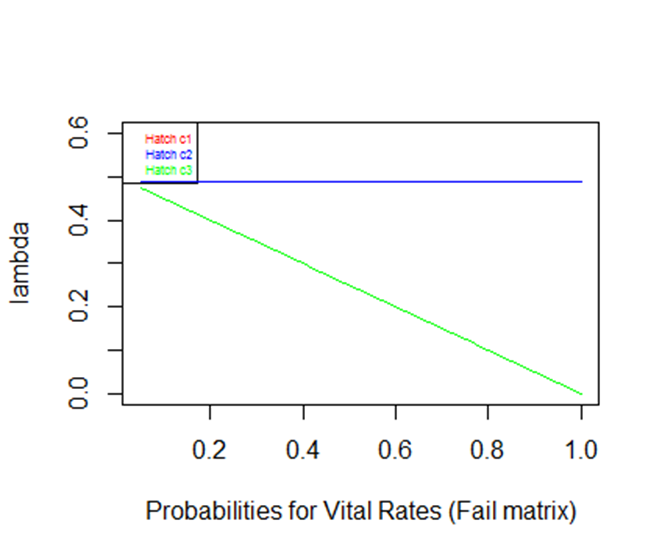 0.6
Hatch c1
Hatch c2
Hatch c3
0.4
lambda
0.2
0.0
0.2 0.4 0.6 0.8 1.0
Probabilities for Vital Rates (Fail matrix)